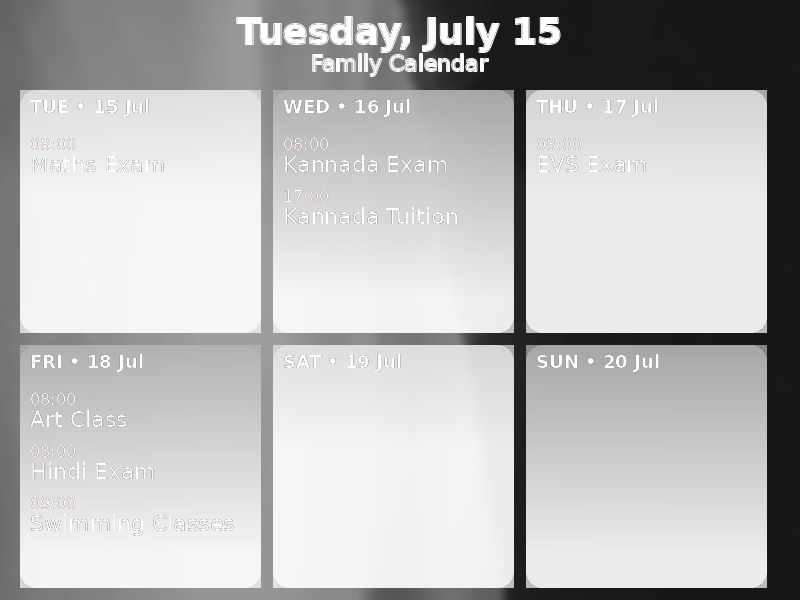 Tuesday, July 15
Family Calendar
TUE • 15 Jul
08:00
Maths Exam
WED • 16 Jul
08:00
Kannada Exam
17:00
Kannada Tuition
THU • 17 Jul
08:00
EVS Exam
FRI • 18 Jul
08:00
Art Class
08:00
Hindi Exam
Swimming Classes
SAT • 19 Jul
SUN • 20 Jul